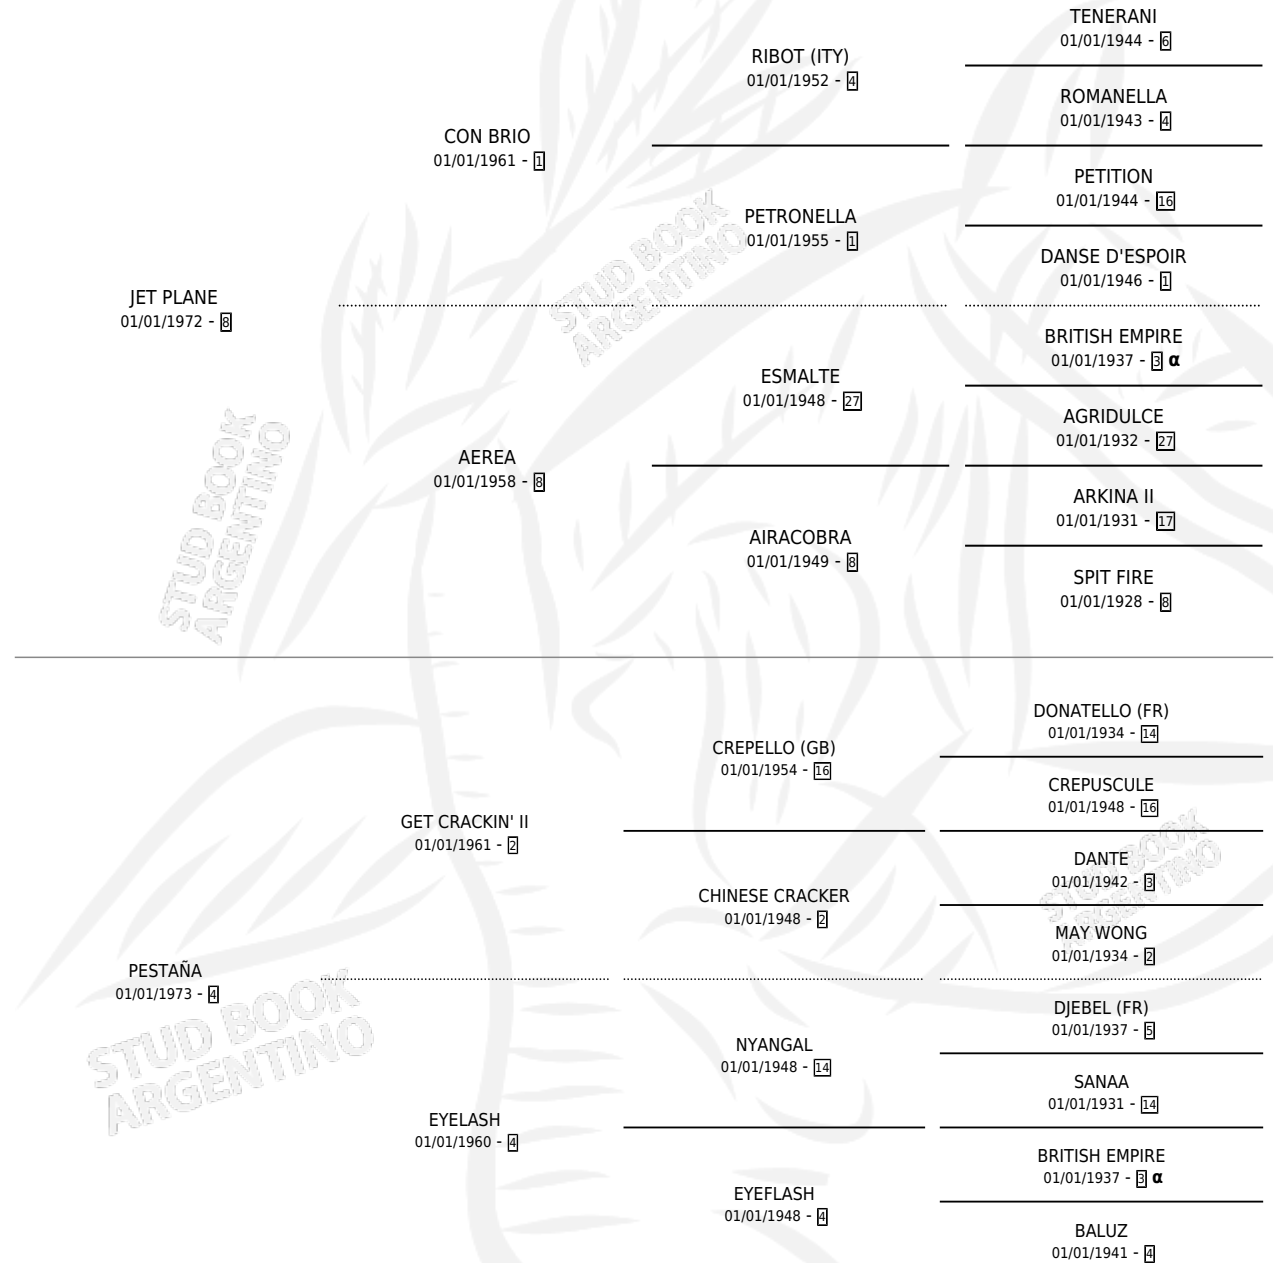 TENERANI
01/01/1944 - 6
RIBOT (ITY)
01/01/1952 - 4
ROMANELLA
01/01/1943 - 4
CON BRIO
01/01/1961 - 1
PETITION
01/01/1944 - 16
PETRONELLA
01/01/1955 - 1
DANSE D'ESPOIR
01/01/1946 - 1
JET PLANE
01/01/1972 - 8
BRITISH EMPIRE
01/01/1937 - 3 α
ESMALTE
01/01/1948 - 27
AGRIDULCE
01/01/1932 - 27
AEREA
01/01/1958 - 8
ARKINA II
01/01/1931 - 17
AIRACOBRA
01/01/1949 - 8
SPIT FIRE
01/01/1928 - 8
STUD BOOK
ARGENTINO
STUD BOOK
ARGENTINO
DONATELLO (FR)
01/01/1934 - 14
CREPELLO (GB)
01/01/1954 - 16
CREPUSCULE
01/01/1948 - 16
GET CRACKIN' II
01/01/1961 - 2
DANTE
01/01/1942 - 3
CHINESE CRACKER
01/01/1948 - 2
MAY WONG
01/01/1934 - 2
PESTAÑA
01/01/1973 - 4
DJEBEL (FR)
01/01/1937 - 5
NYANGAL
01/01/1948 - 14
SANAA
01/01/1931 - 14
EYELASH
01/01/1960 - 4
BRITISH EMPIRE
01/01/1937 - 3 α
EYEFLASH
01/01/1948 - 4
BALUZ
01/01/1941 - 4
STUD BOOK
ARGENTINO
STUD BOOK
ARGENTINO